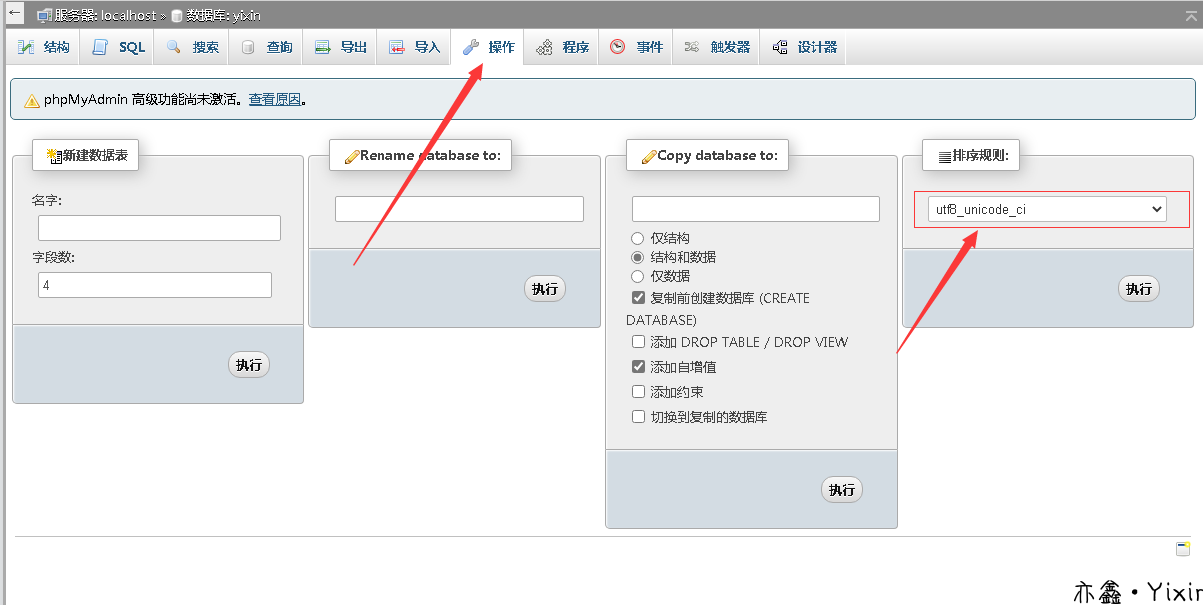 服务器: localhost » 数据库: yixin
结构 SQL 搜索 查询 导出 导入 操作 程序 事件 触发器 设计器
phpMyAdmin 高级功能尚未激活。查看原因。
新建数据表
名字:
字段数:
4
执行
Rename database to:
执行
Copy database to:
仅结构
结构和数据
仅数据
复制前创建数据库 (CREATE
DATABASE)
添加 DROP TABLE / DROP VIEW
添加自增值
添加约束
切换到复制的数据库
执行
排序规则:
utf8_unicode_ci
执行
亦鑫·Yixin